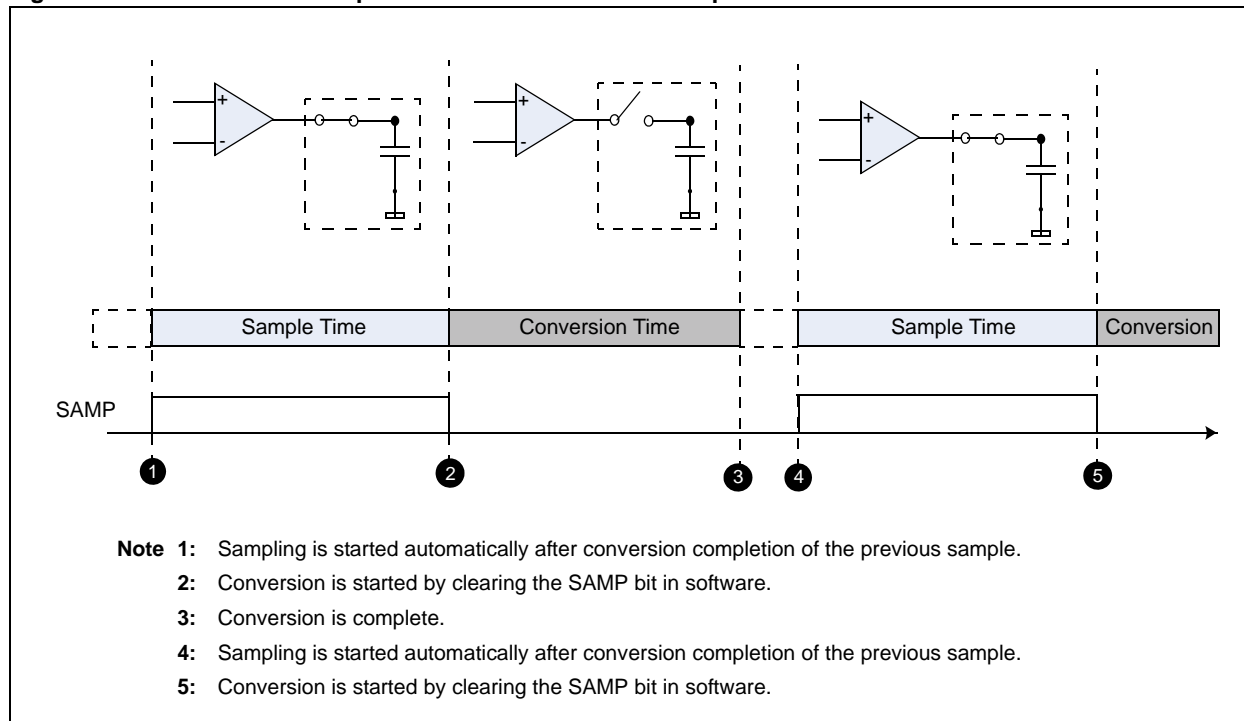 +
-
+
-
+
-
Sample Time
Conversion Time
Sample Time
Conversion
SAMP
1
2
3
4
5
Note 1: Sampling is started automatically after conversion completion of the previous sample.
2: Conversion is started by clearing the SAMP bit in software.
3: Conversion is complete.
4: Sampling is started automatically after conversion completion of the previous sample.
5: Conversion is started by clearing the SAMP bit in software.